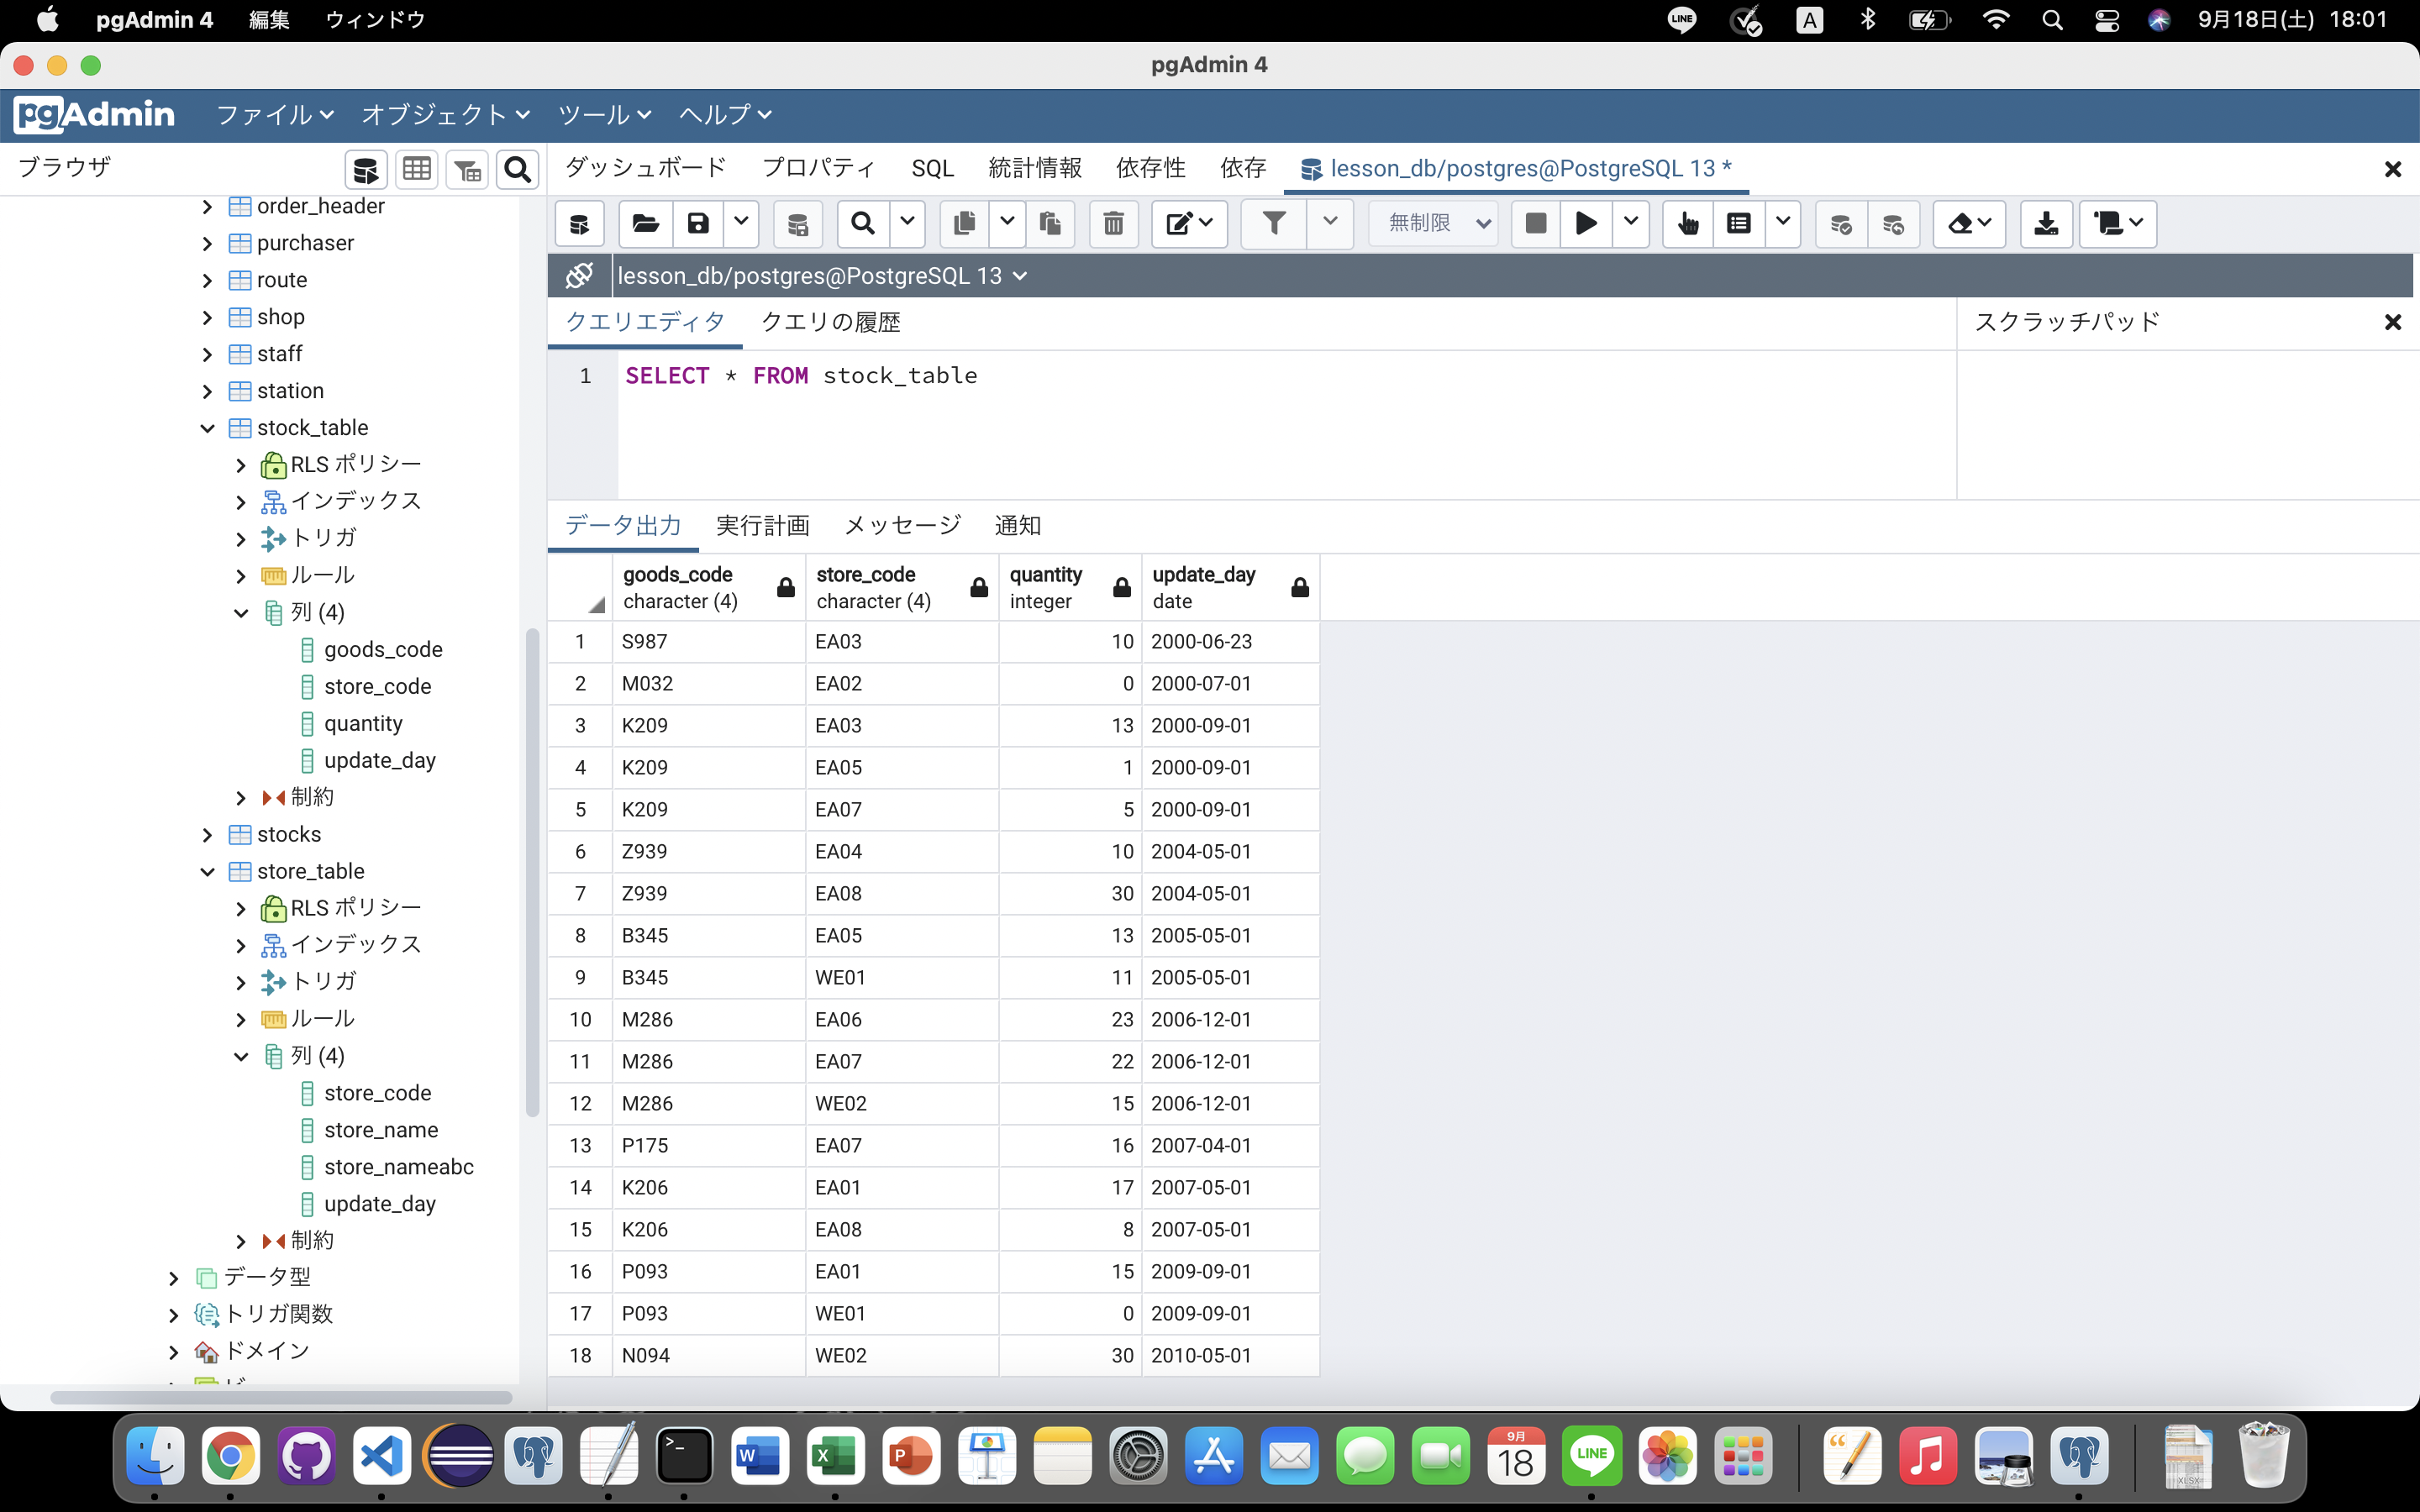 pgAdmin 4 編集 ウィンドウ LINE A 9月18日(土) 18:01
pgAdmin 4
pgAdmin ファイル オブジェクト ツール ヘルプ
ブラウザ
ダッシュボード プロパティ SQL 統計情報 依存性 依存 lesson_db/postgres@PostgreSQL 13 *
無制限
lesson_db/postgres@PostgreSQL 13
クエリエディタ クエリの履歴
スクラッチパッド
1 SELECT * FROM stock_table
order_header
purchaser
route
shop
staff
station
stock_table
RLS ポリシー
インデックス
トリガ
ルール
列 (4)
goods_code
store_code
quantity
update_day
制約
stocks
store_table
RLS ポリシー
インデックス
トリガ
ルール
列 (4)
store_code
store_name
store_nameabc
update_day
制約
データ型
トリガ関数
ドメイン
データ出力 実行計画 メッセージ 通知
goods_code store_code quantity update_day
character (4) character (4) integer date
1 S987 EA03 10 2000-06-23
2 M032 EA02 0 2000-07-01
3 K209 EA03 13 2000-09-01
4 K209 EA05 1 2000-09-01
5 K209 EA07 5 2000-09-01
6 Z939 EA04 10 2004-05-01
7 Z939 EA08 30 2004-05-01
8 B345 EA05 13 2005-05-01
9 B345 WE01 11 2005-05-01
10 M286 EA06 23 2006-12-01
11 M286 EA07 22 2006-12-01
12 M286 WE02 15 2006-12-01
13 P175 EA07 16 2007-04-01
14 K206 EA01 17 2007-05-01
15 K206 EA08 8 2007-05-01
16 P093 EA01 15 2009-09-01
17 P093 WE01 0 2009-09-01
18 N094 WE02 30 2010-05-01
>_ W X P 9月 18 LINE XLSX